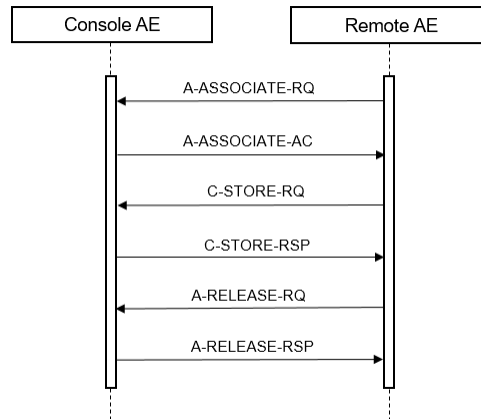 Console AE
Remote AE
A-ASSOCIATE-RQ
A-ASSOCIATE-AC
C-STORE-RQ
C-STORE-RSP
A-RELEASE-RQ
A-RELEASE-RSP